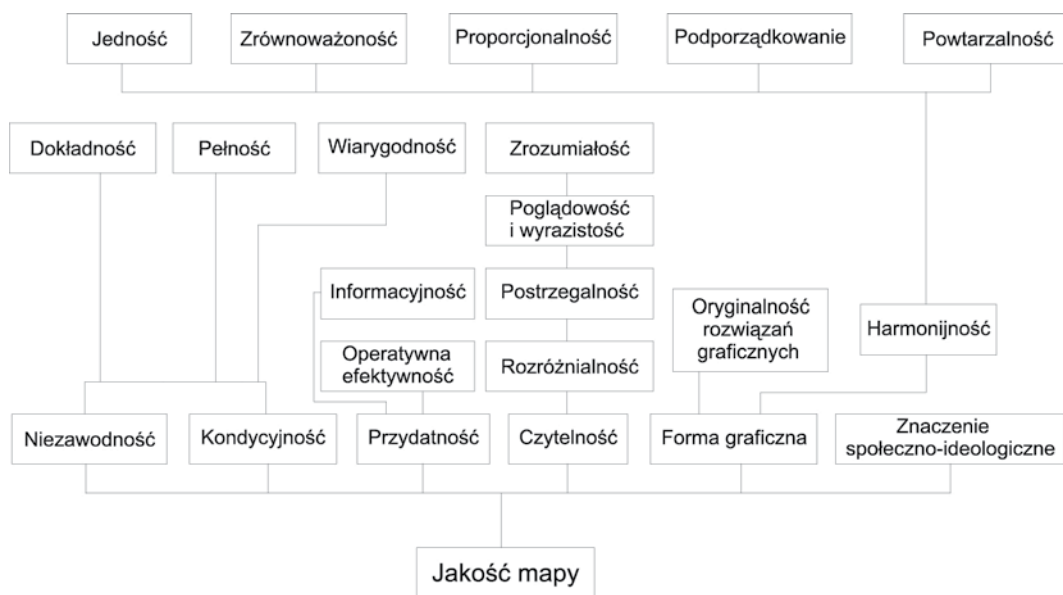 Jedność
Zrównoważoność
Proporcjonalność
Podporządkowanie
Powtarzalność
Dokładność
Pełność
Wiarygodność
Zrozumiałość
Poglądowość
i wyrazistość
Informacyjność
Postrzegalność
Oryginalność
rozwiązań
graficznych
Harmonijność
Operatywna
efektywność
Rozróżnialność
Niezawodność
Kondycyjność
Przydatność
Czytelność
Forma graficzna
Znaczenie
społeczno-ideologiczne
Jakość mapy